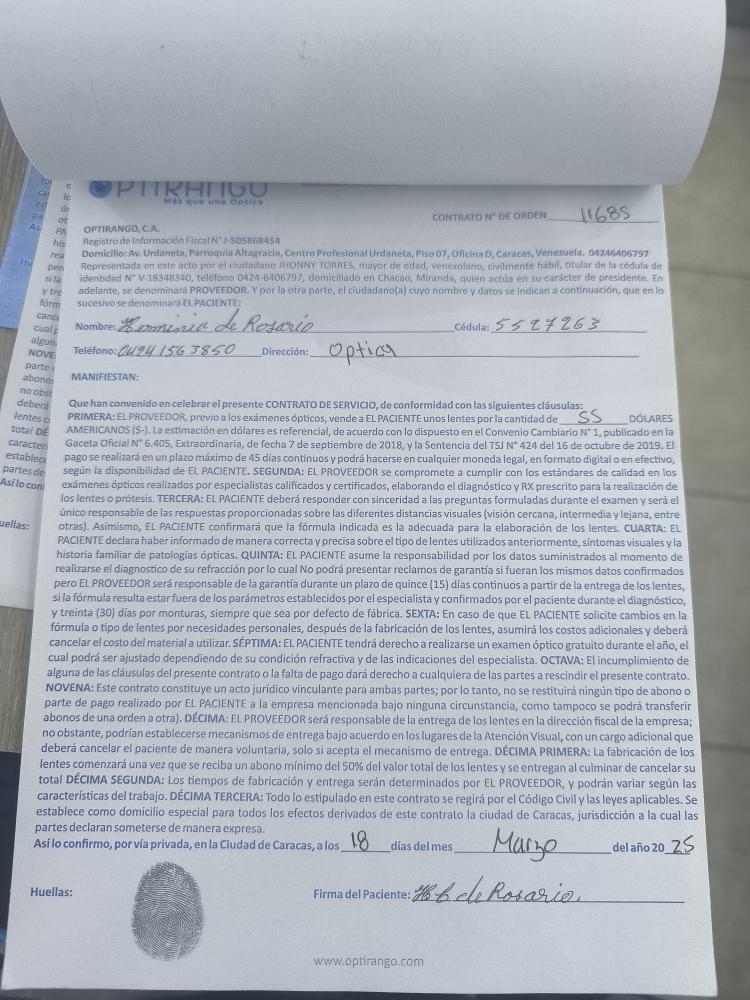 OPTIRANGO
Más que una Óptica
CONTRATO N° DE ORDEN 11685
OPTIRANGO, C.A.
Registro de Información Fiscal N° J-505868454
Domicilio: Av. Urdaneta, Parroquia Altagracia, Centro Profesional Urdaneta, Piso 07, Oficina D, Caracas, Venezuela. 04246406797
Representada en este acto por el ciudadano JHONNY TORRES, mayor de edad, venezolano, civilmente hábil, titular de la cédula de
identidad N° V-18348340, teléfono 0424-6406797, domiciliado en Chacao, Miranda, quien actúa en su carácter de presidente. En
adelante, se denominará PROVEEDOR. Y por la otra parte, el ciudadano(a) cuyo nombre y datos se indican a continuación, que en lo
sucesivo se denominará EL PACIENTE:
Nombre: Herminia de Rosario Cédula: 5527263
Teléfono: 04241563850 Dirección: Optica
MANIFIESTAN:
Que han convenido en celebrar el presente CONTRATO DE SERVICIO, de conformidad con las siguientes cláusulas:
PRIMERA: EL PROVEEDOR, previo a los exámenes ópticos, vende a EL PACIENTE unos lentes por la cantidad de 55 DÓLARES
AMERICANOS ($-). La estimación en dólares es referencial, de acuerdo con lo dispuesto en el Convenio Cambiario N° 1, publicado en la
Gaceta Oficial N° 6.405, Extraordinaria, de fecha 7 de septiembre de 2018, y la Sentencia del TSJ N° 424 del 16 de octubre de 2019. El
pago se realizará en un plazo máximo de 45 días continuos y podrá hacerse en cualquier moneda legal, en formato digital o en efectivo,
según la disponibilidad de EL PACIENTE. SEGUNDA: EL PROVEEDOR se compromete a cumplir con los estándares de calidad en los
exámenes ópticos realizados por especialistas calificados y certificados, elaborando el diagnóstico y RX prescrito para la realización de
los lentes o prótesis. TERCERA: EL PACIENTE deberá responder con sinceridad a las preguntas formuladas durante el examen y será el
único responsable de las respuestas proporcionadas sobre las diferentes distancias visuales (visión cercana, intermedia y lejana, entre
otras). Asimismo, EL PACIENTE confirmará que la fórmula indicada es la adecuada para la elaboración de los lentes. CUARTA: EL
PACIENTE declara haber informado de manera correcta y precisa sobre el tipo de lentes utilizados anteriormente, síntomas visuales y la
historia familiar de patologías ópticas. QUINTA: EL PACIENTE asume la responsabilidad por los datos suministrados al momento de
realizarse el diagnostico de su refracción por lo cual No podrá presentar reclamos de garantía si fueran los mismos datos confirmados
pero EL PROVEEDOR será responsable de la garantía durante un plazo de quince (15) días continuos a partir de la entrega de los lentes,
si la fórmula resulta estar fuera de los parámetros establecidos por el especialista y confirmados por el paciente durante el diagnóstico,
y treinta (30) días por monturas, siempre que sea por defecto de fábrica. SEXTA: En caso de que EL PACIENTE solicite cambios en la
fórmula o tipo de lentes por necesidades personales, después de la fabricación de los lentes, asumirá los costos adicionales y deberá
cancelar el costo del material a utilizar. SÉPTIMA: EL PACIENTE tendrá derecho a realizarse un examen óptico gratuito durante el año, el
cual podrá ser ajustado dependiendo de su condición refractiva y de las indicaciones del especialista. OCTAVA: El incumplimiento de
alguna de las cláusulas del presente contrato o la falta de pago dará derecho a cualquiera de las partes a rescindir el presente contrato.
NOVENA: Este contrato constituye un acto jurídico vinculante para ambas partes; por lo tanto, no se restituirá ningún tipo de abono o
parte de pago realizado por EL PACIENTE a la empresa mencionada bajo ninguna circunstancia, como tampoco se podrá transferir
abonos de una orden a otra). DÉCIMA: EL PROVEEDOR será responsable de la entrega de los lentes en la dirección fiscal de la empresa;
no obstante, podrían establecerse mecanismos de entrega bajo acuerdo en los lugares de la Atención Visual, con un cargo adicional que
deberá cancelar el paciente de manera voluntaria, solo si acepta el mecanismo de entrega. DÉCIMA PRIMERA: La fabricación de los
lentes comenzará una vez que se reciba un abono mínimo del 50% del valor total de los lentes y se entregan al culminar de cancelar su
total DÉCIMA SEGUNDA: Los tiempos de fabricación y entrega serán determinados por EL PROVEEDOR, y podrán variar según las
características del trabajo. DÉCIMA TERCERA: Todo lo estipulado en este contrato se regirá por el Código Civil y las leyes aplicables. Se
establece como domicilio especial para todos los efectos derivados de este contrato la ciudad de Caracas, jurisdicción a la cual las
partes declaran someterse de manera expresa.
Así lo confirmo, por vía privada, en la Ciudad de Caracas, a los 18 días del mes Marzo del año 20 25
Huellas: Firma del Paciente: H b de Rosario.
www.optirango.com